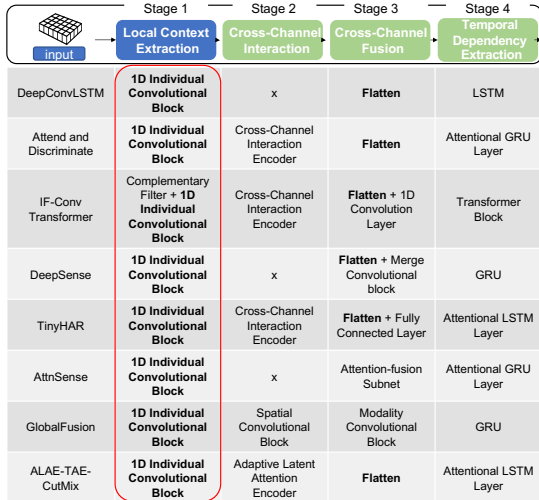 Stage 1 Stage 2 Stage 3 Stage 4
input
Local Context
Extraction
Cross-Channel
Interaction
Cross-Channel
Fusion
Temporal
Dependency
Extraction
DeepConvLSTM
1D Individual
Convolutional
Block
x
Flatten
LSTM
Attend and
Discriminate
1D Individual
Convolutional
Block
Cross-Channel
Interaction
Encoder
Flatten
Attentional GRU
Layer
IF-Conv
Transformer
Complementary
Filter + 1D
Individual
Convolutional
Block
Cross-Channel
Interaction
Encoder
Flatten + 1D
Convolution
Layer
Transformer
Block
DeepSense
1D Individual
Convolutional
Block
x
Flatten + Merge
Convolutional
block
GRU
TinyHAR
1D Individual
Convolutional
Block
Cross-Channel
Interaction
Encoder
Flatten + Fully
Connected Layer
Attentional LSTM
Layer
AttnSense
1D Individual
Convolutional
Block
x
Attention-fusion
Subnet
Attentional GRU
Layer
GlobalFusion
1D Individual
Convolutional
Block
Spatial
Convolutional
Block
Modality
Convolutional
Block
GRU
ALAE-TAE-
CutMix
1D Individual
Convolutional
Block
Adaptive Latent
Attention
Encoder
Flatten
Attentional LSTM
Layer